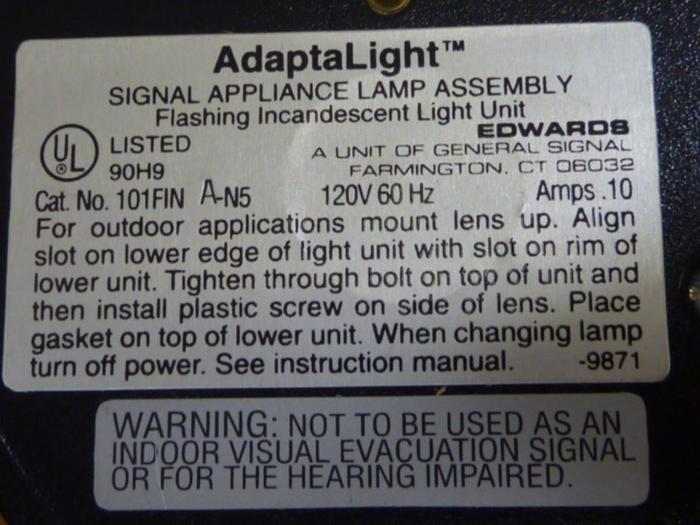 AdaptaLight™
SIGNAL APPLIANCE LAMP ASSEMBLY
Flashing Incandescent Light Unit
UL ® LISTED
90H9
EDWARDS
A UNIT OF GENERAL SIGNAL
FARMINGTON, CT 06032
Cat. No. 101FIN A-N5 120V 60 Hz Amps .10
For outdoor applications mount lens up. Align
slot on lower edge of light unit with slot on rim of
lower unit. Tighten through bolt on top of unit and
then install plastic screw on side of lens. Place
gasket on top of lower unit. When changing lamp
turn off power. See instruction manual. -9871
WARNING: NOT TO BE USED AS AN
INDOOR VISUAL EVACUATION SIGNAL
OR FOR THE HEARING IMPAIRED.